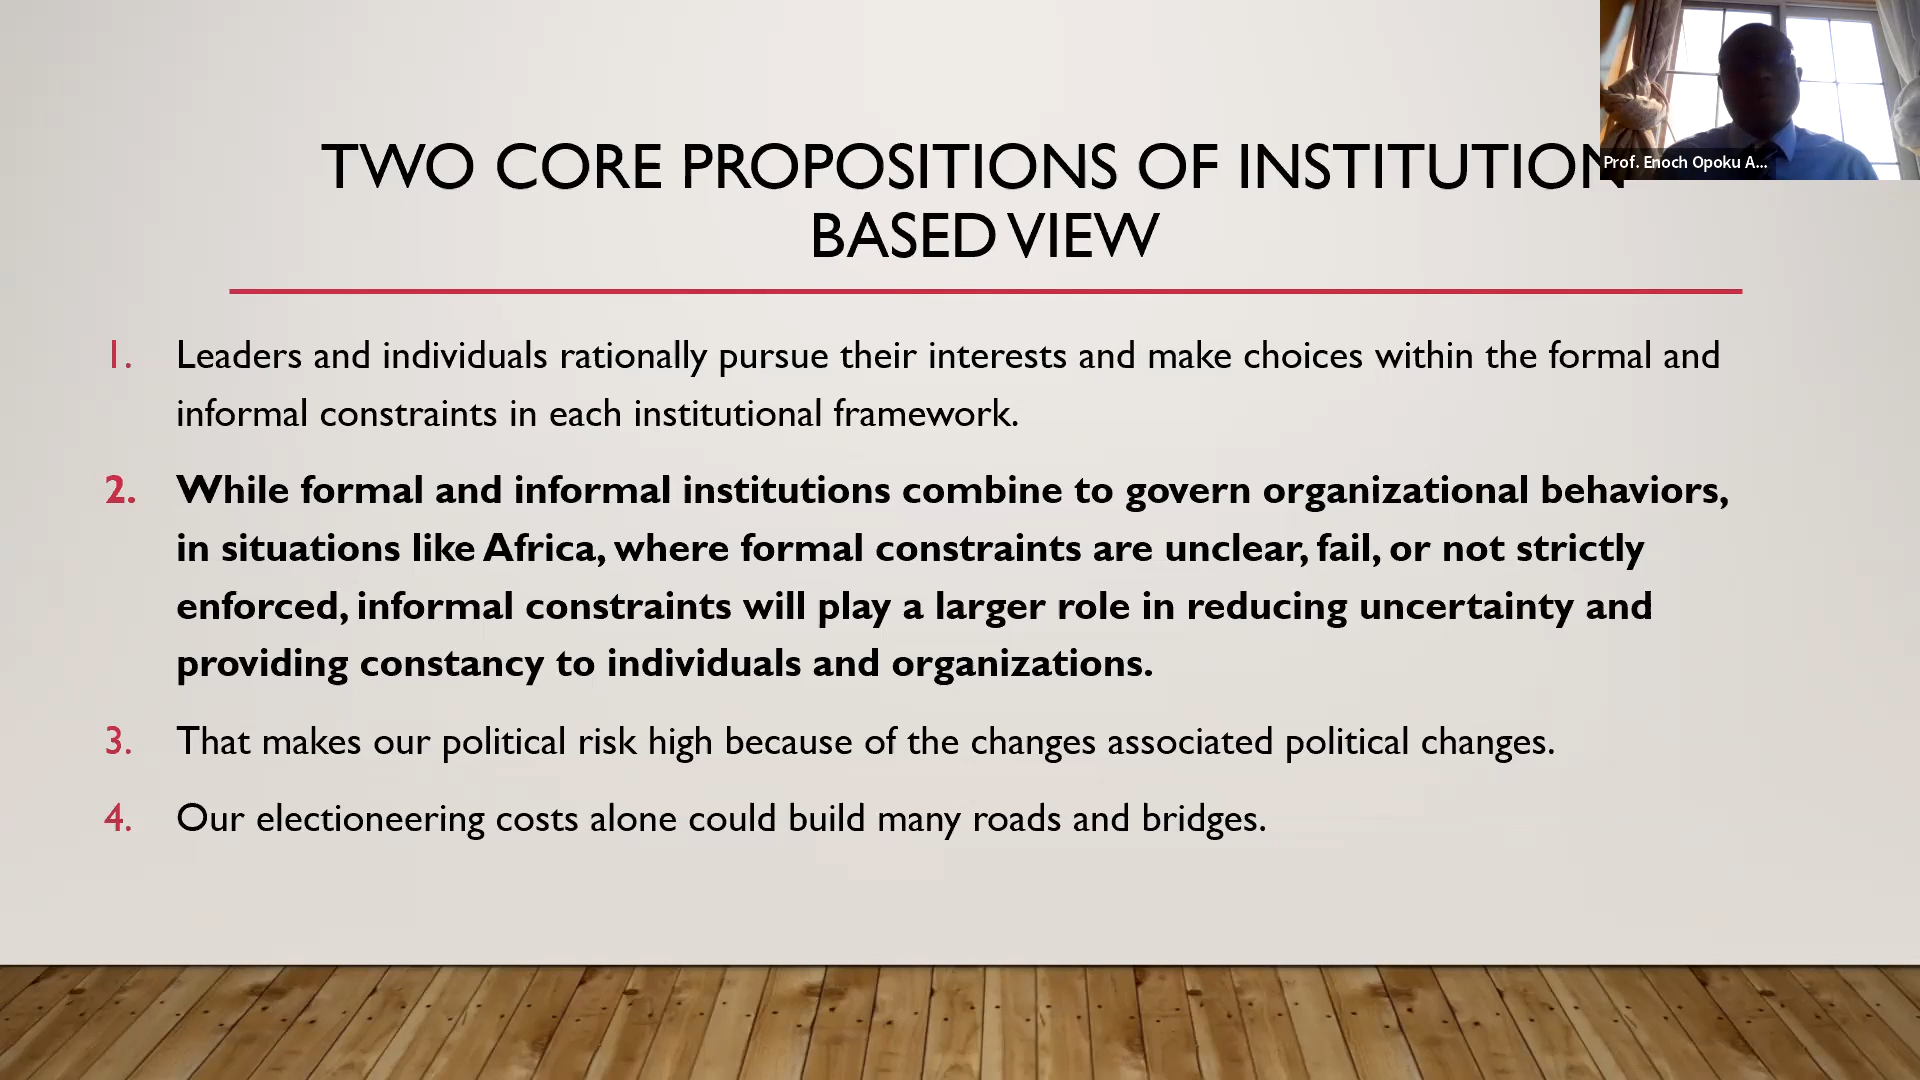 TWO CORE PROPOSITIONS OF INSTITUTION
BASED VIEW
Prof. Enoch Opoku A...
1. Leaders and individuals rationally pursue their interests and make choices within the formal and
informal constraints in each institutional framework.
2. While formal and informal institutions combine to govern organizational behaviors,
in situations like Africa, where formal constraints are unclear, fail, or not strictly
enforced, informal constraints will play a larger role in reducing uncertainty and
providing constancy to individuals and organizations.
3. That makes our political risk high because of the changes associated political changes.
4. Our electioneering costs alone could build many roads and bridges.